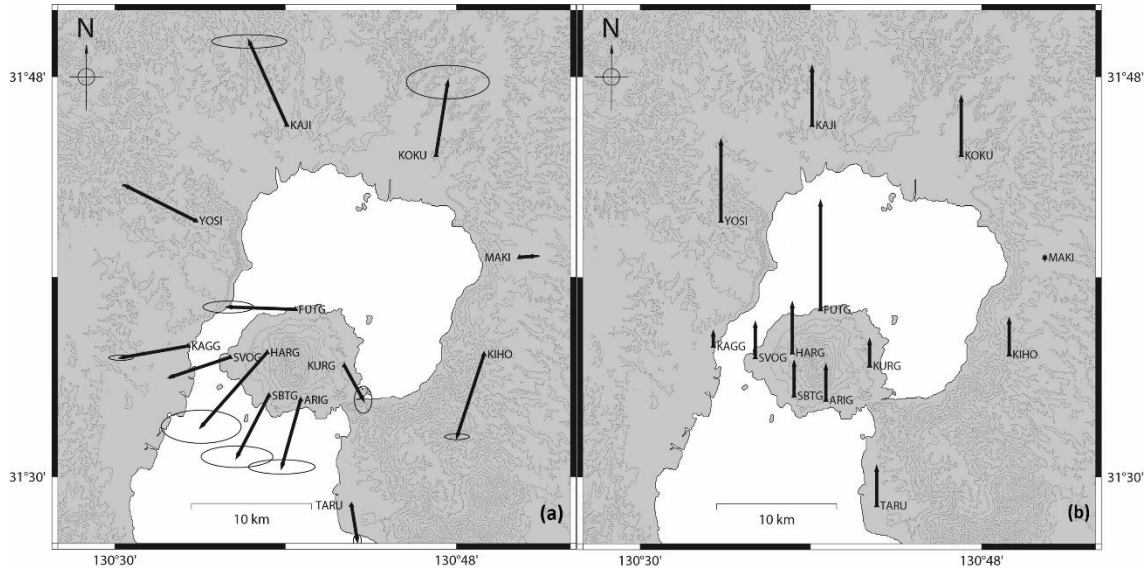 N
31°48'
KAJI
KOKU
YOSI
MAKI
FUTG
KAGG
SVOG
HARG
KURG
KIHO
SBTG
ARIG
TARU
10 km
(a)
130°30'
130°48'
N
31°48'
KAJI
KOKU
YOSI
MAKI
FUTG
KAGG
SVOG
HARG
KURG
KIHO
SBTG
ARIG
TARU
10 km
(b)
31°30'
31°30'
130°30'
130°48'